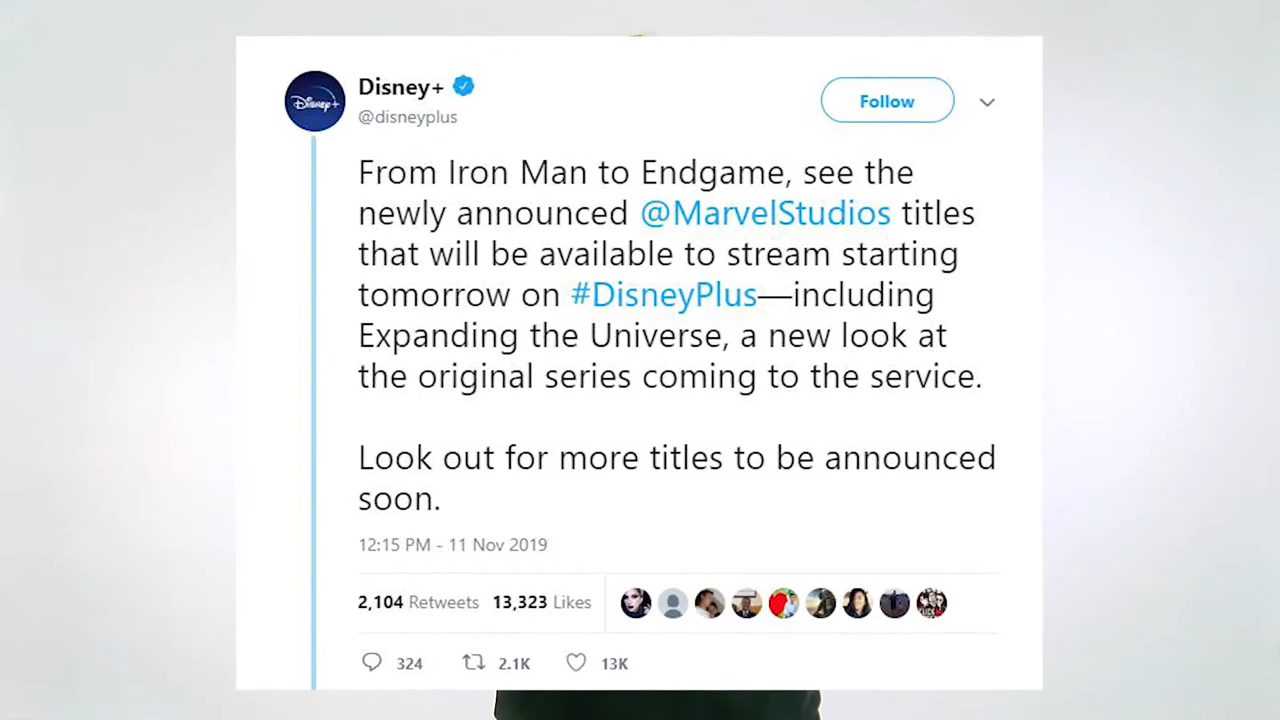 Disney+
Disney+
@disneyplus
Follow
From Iron Man to Endgame, see the
newly announced @MarvelStudios titles
that will be available to stream starting
tomorrow on #DisneyPlus—including
Expanding the Universe, a new look at
the original series coming to the service.
Look out for more titles to be announced
soon.
12:15 PM - 11 Nov 2019
2,104 Retweets 13,323 Likes
324 2.1K 13K